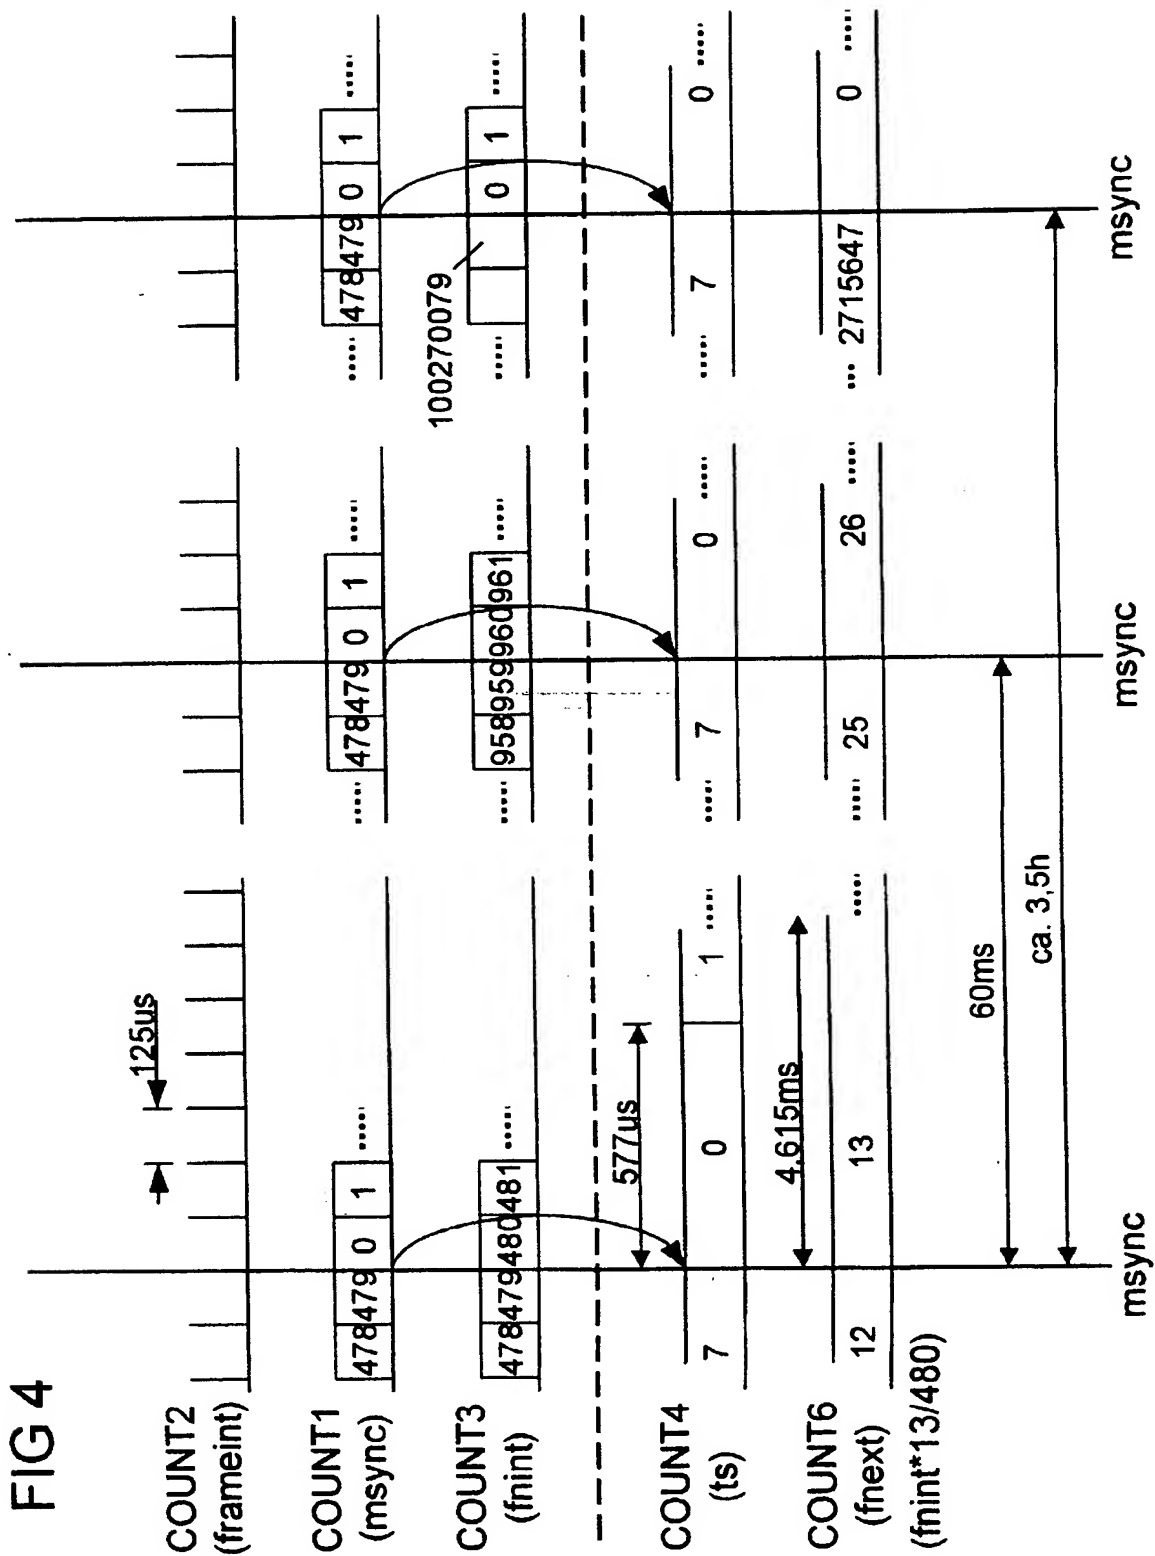 FIG 4
COUNT2
(frameint)
125us
COUNT1
(msync)
478 479 0 1 .....
..... 478 479 0 1 .....
..... 478 479 0 1 .....
COUNT3
(fnint)
478 479 480 481 .....
..... 958 959 960 961 .....
..... 0 1 .....
100270079
577us
COUNT4
(ts)
7 0 1 .....
..... 7 0 .....
..... 7 0 .....
4.615ms
COUNT6
(fnext)
(fnint*13/480)
12 13 .....
..... 25 26 .....
... 2715647 0 .....
60ms
ca. 3,5h
msync
msync
msync